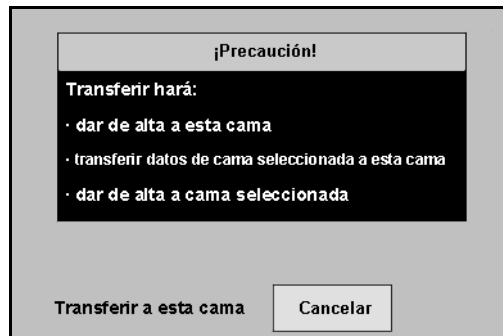 ¡Precaución!
Transferir hará:
· dar de alta a esta cama
· transferir datos de cama seleccionada a esta cama
· dar de alta a cama seleccionada
Transferir a esta cama
Cancelar